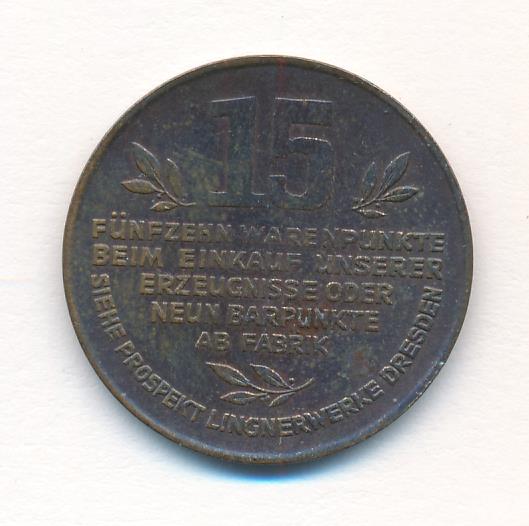 15
FÜNFZEHN WARENPUNKTE
BEIM EINKAUF UNSERER
ERZEUGNISSE ODER
NEUN BARPUNKTE
AB FABRIK
SIEHE PROSPEKT LINGNERWERKE DRESDEN